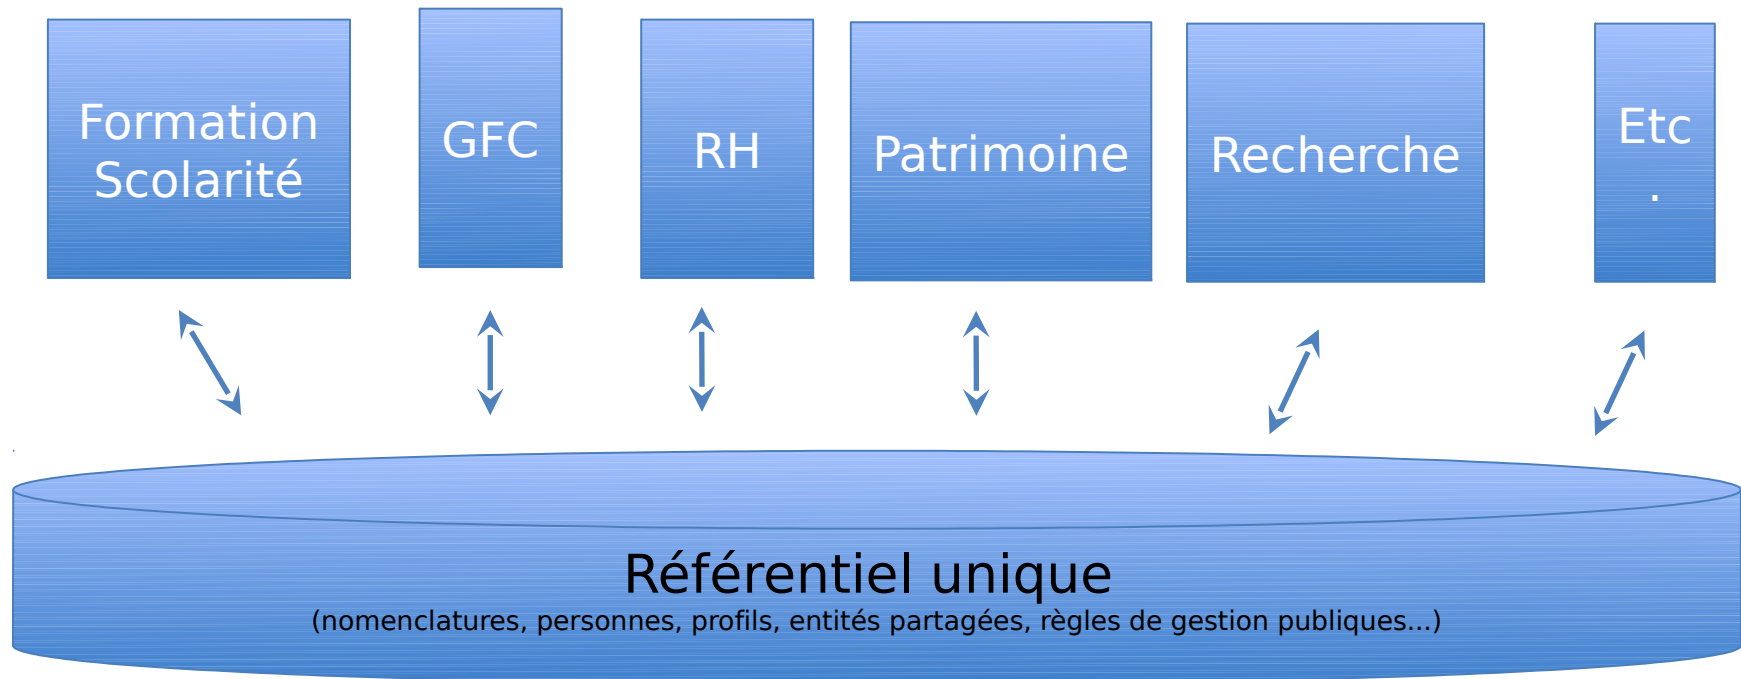 Formation
Scolarité
GFC
RH
Patrimoine
Recherche
Etc
.
Référentiel unique
(nomenclatures, personnes, profils, entités partagées, règles de gestion publiques...)